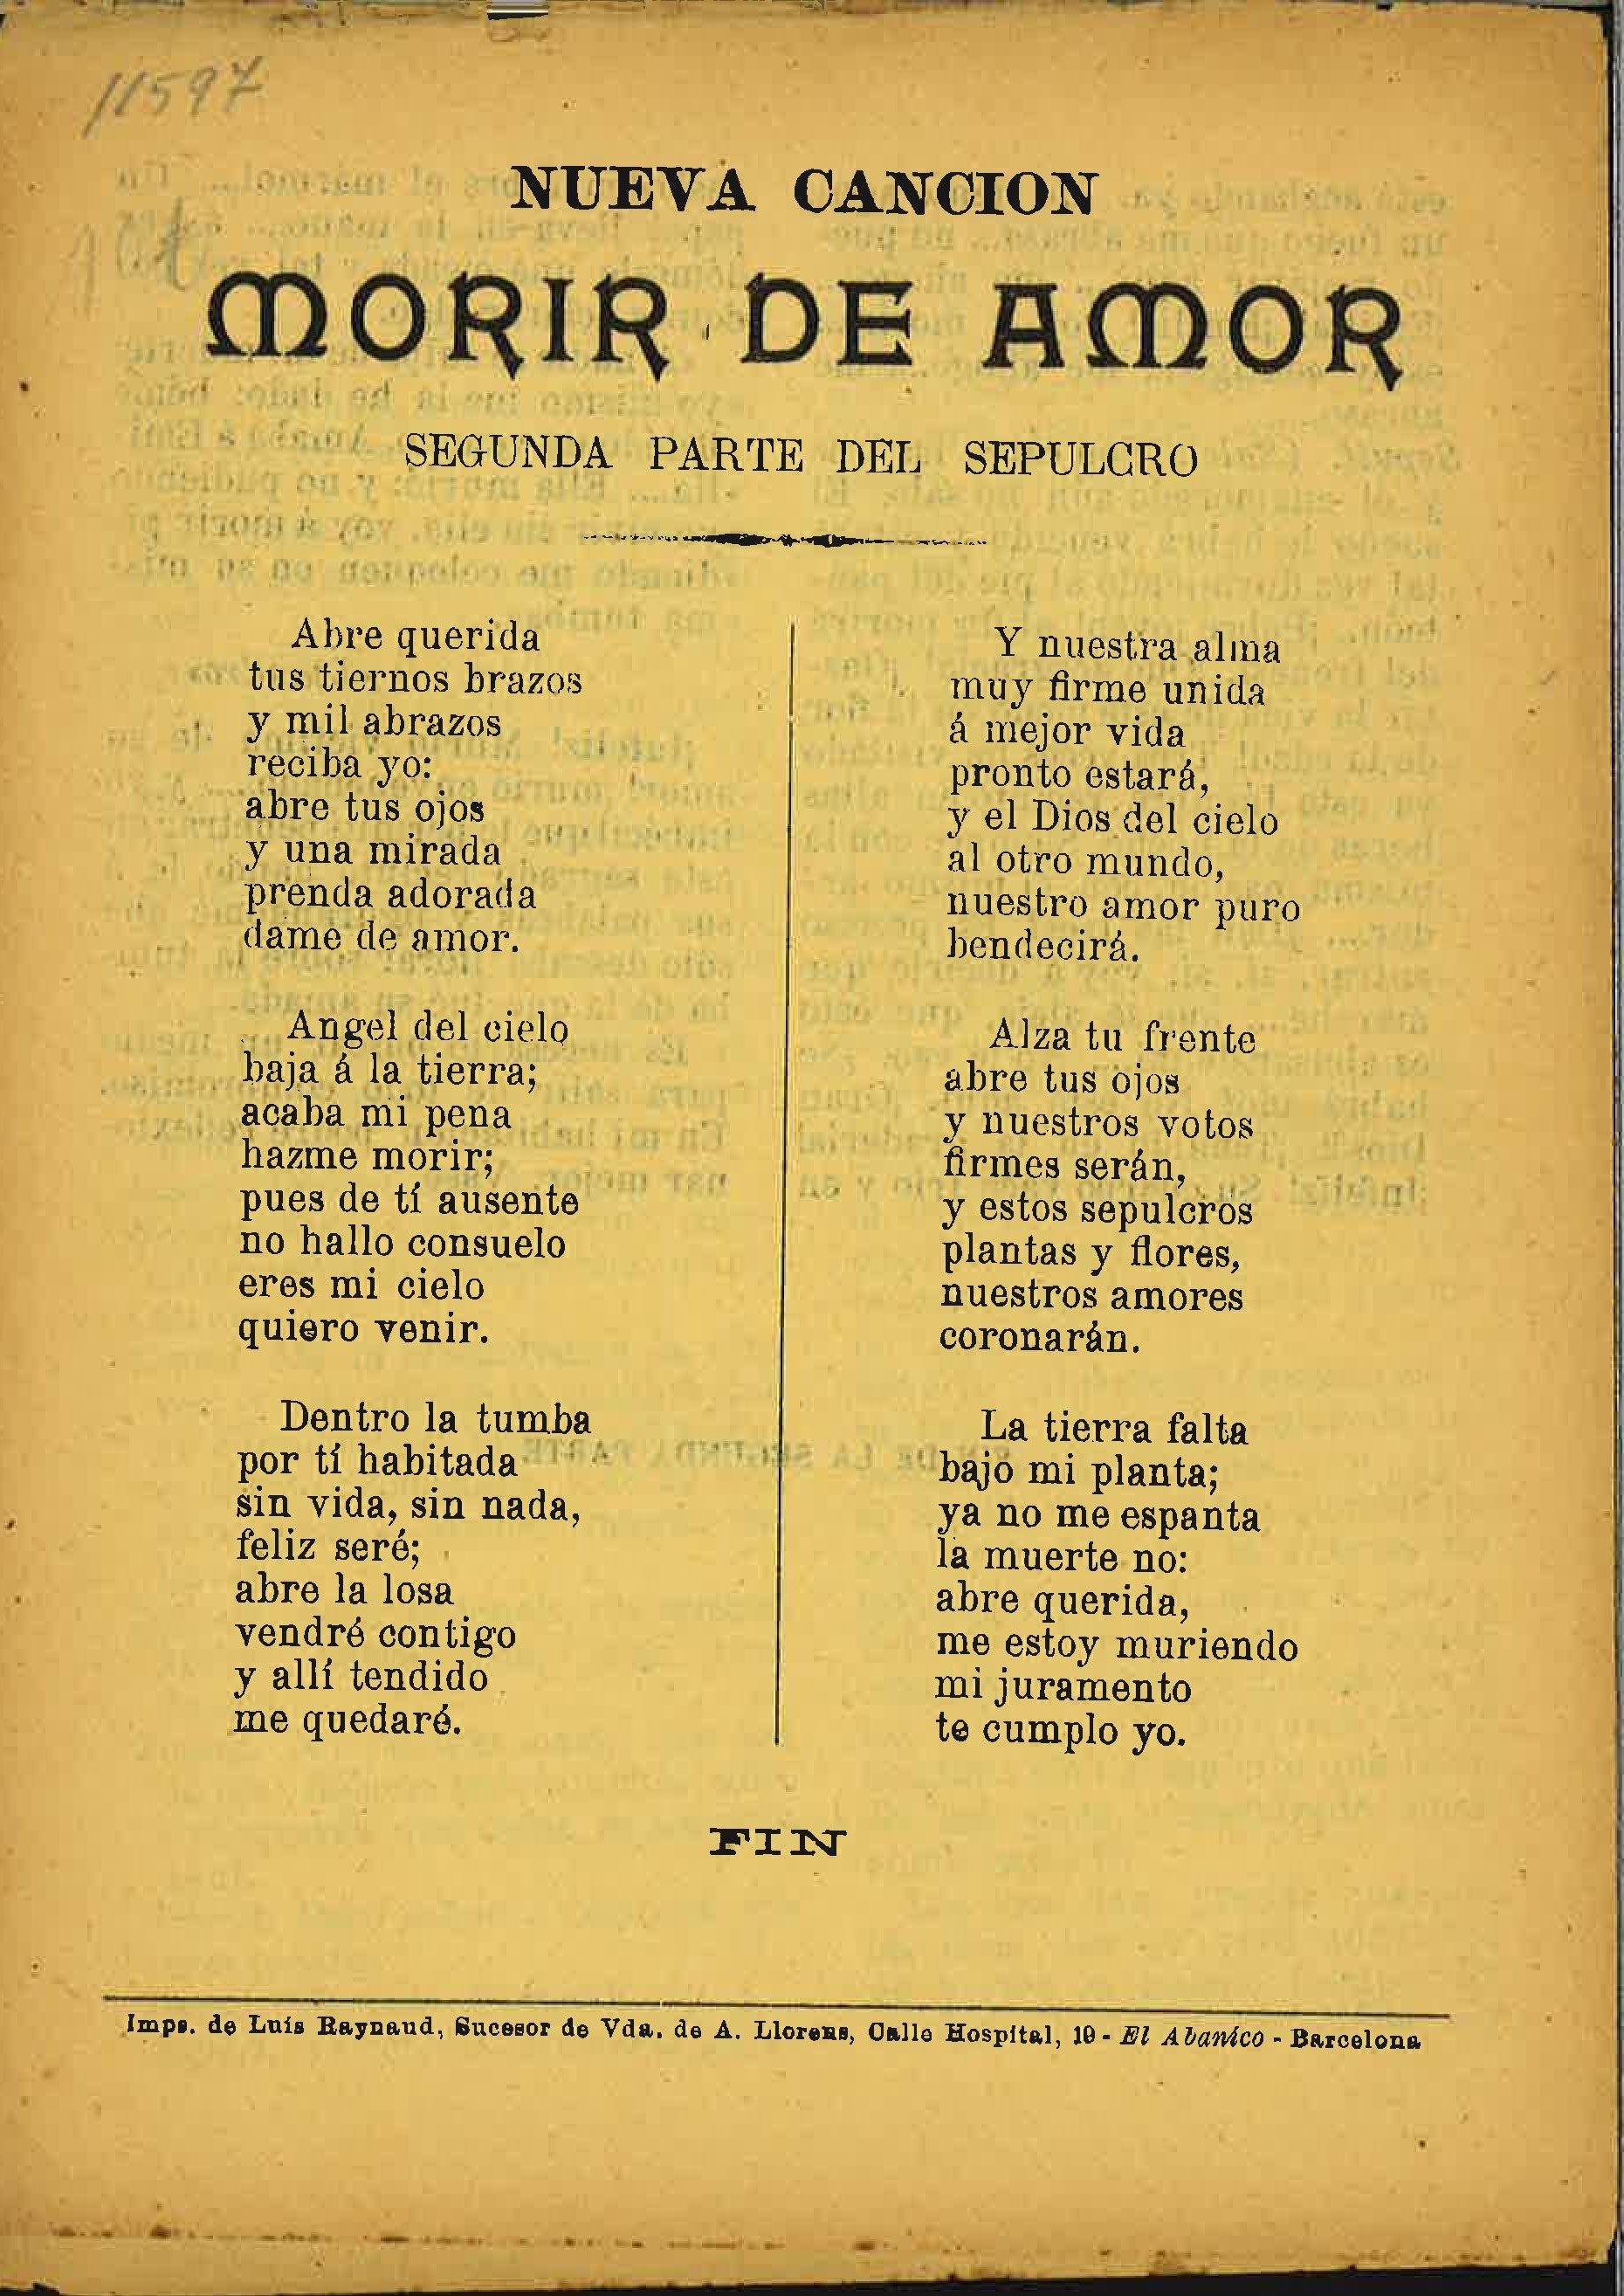 11597
NUEVA CANCION
MORIR DE AMOR
SEGUNDA PARTE DEL SEPULCRO
Abre querida
tus tiernos brazos
y mil abrazos
reciba yo:
abre tus ojos
y una mirada
prenda adorada
dame de amor.
Angel del cielo
baja á la tierra;
acaba mi pena
hazme morir;
pues de tí ausente
no hallo consuelo
eres mi cielo
quiero venir.
Dentro la tumba
por tí habitada
sin vida, sin nada,
feliz seré;
abre la losa
vendré contigo
y allí tendido
me quedaré.
Y nuestra alma
muy firme unida
á mejor vida
pronto estará,
y el Dios del cielo
al otro mundo,
nuestro amor puro
bendecirá.
Alza tu frente
abre tus ojos
y nuestros votos
firmes serán,
y estos sepulcros
plantas y flores,
nuestros amores
coronarán.
La tierra falta
bajo mi planta;
ya no me espanta
la muerte no:
abre querida,
me estoy muriendo
mi juramento
te cumplo yo.
FIN
Imps. de Luis Raynaud, Sucesor de Vda. de A. Llorens, Calle Hospital, 19 - El Abanico - Barcelona